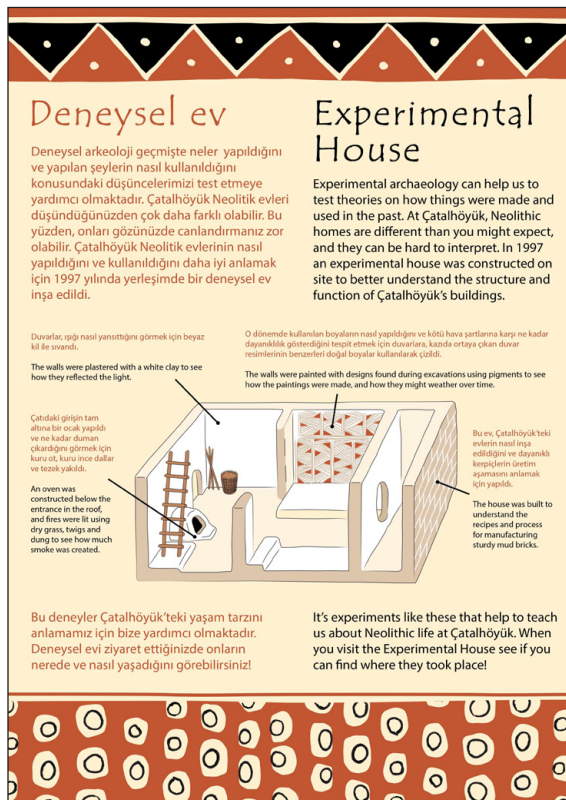 Deneysel ev
Deneysel arkeoloji geçmişte neler yapıldığını
ve yapılan şeylerin nasıl kullanıldığını
konusundaki düşüncelerimizi test etmeye
yardımcı olmaktadır. Çatalhöyük Neolitik evleri
düşündüğünüzden çok daha farklı olabilir. Bu
yüzden, onları gözünüzde canlandırmanız zor
olabilir. Çatalhöyük Neolitik evlerinin nasıl
yapıldığını ve kullanıldığını daha iyi anlamak
için 1997 yılında yerleşimde bir deneysel ev
inşa edildi.
Experimental
House
Experimental archaeology can help us to
test theories on how things were made and
used in the past. At Çatalhöyük, Neolithic
homes are different than you might expect,
and they can be hard to interpret. In 1997
an experimental house was constructed on
site to better understand the structure and
function of Çatalhöyük’s buildings.
Duvarlar, ışığı nasıl yansıttığını görmek için beyaz
kil ile sıvandı.
The walls were plastered with a white clay to see
how they reflected the light.
O dönemde kullanılan boyaların nasıl yapıldığını ve kötü hava şartlarına karşı ne kadar
dayanıklılık gösterdiğini tespit etmek için duvarlara, kazıda ortaya çıkan duvar
resimlerinin benzerleri doğal boyalar kullanılarak çizildi.
The walls were painted with designs found during excavations using pigments to see
how the paintings were made, and how they might weather over time.
Çatıdaki girişin tam
altına bir ocak yapıldı
ve ne kadar duman
çıkardığını görmek için
kuru ot, kuru ince dallar
ve tezek yakıldı.
An oven was
constructed below the
entrance in the roof,
and fires were lit using
dry grass, twigs and
dung to see how much
smoke was created.
Bu ev, Çatalhöyük’teki
evlerin nasıl inşa
edildiğini ve dayanıklı
kerpiçlerin üretim
aşamasını anlamak
için yapıldı.
The house was built to
understand the
recipes and process
for manufacturing
sturdy mud bricks.
Bu deneyler Çatalhöyük’teki yaşam tarzını
anlamamız için bize yardımcı olmaktadır.
Deneysel evi ziyaret ettiğinizde onların
nerede ve nasıl yaşadığını görebilirsiniz!
It’s experiments like these that help to teach
us about Neolithic life at Çatalhöyük. When
you visit the Experimental House see if you
can find where they took place!